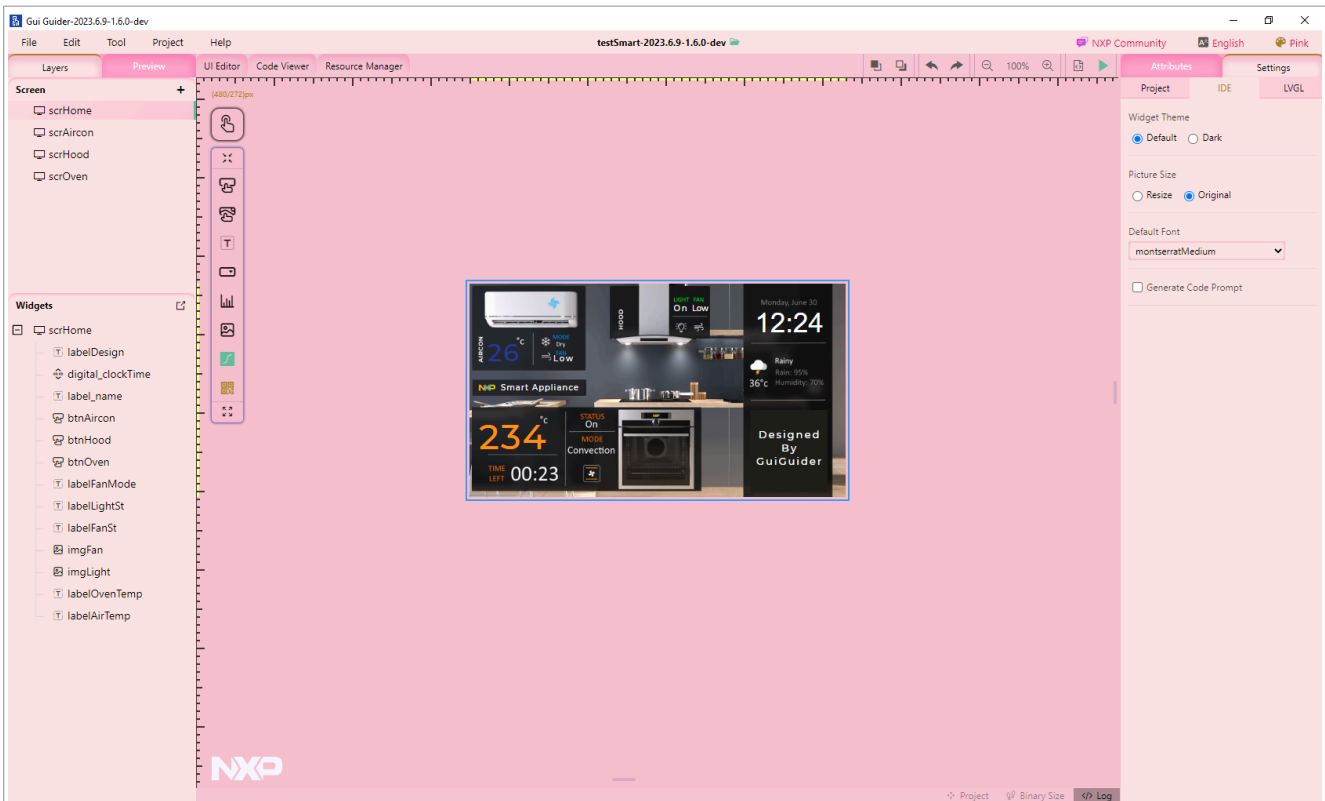 Gui Guider-2023.6.9-1.6.0-dev
File Edit Tool Project Help
testSmart-2023.6.9-1.6.0-dev
NXP Community English Pink
Layers Preview
UI Editor Code Viewer Resource Manager
100%
Attributes Settings
Screen +
scrHome
scrAircon
scrHood
scrOven
(480/272)px
Project IDE LVGL
Widget Theme
Default Dark
Picture Size
Resize Original
Default Font
montserratMedium
Generate Code Prompt
Widgets
scrHome
labelDesign
digital_clockTime
label_name
btnAircon
btnHood
btnOven
labelFanMode
labelLightSt
labelFanSt
imgFan
imgLight
labelOvenTemp
labelAirTemp
AIRCON
26
°c
MODE
Dry
FAN
Low
HOOD
LIGHT FAN
On Low
Monday, June 30
12:24
Rainy
Rain: 95%
36°c Humidity: 70%
NXP Smart Appliance
234
°c
TIME
LEFT
00:23
STATUS
On
MODE
Convection
Designed
By
GuiGuider
NXP
Project Binary Size </> Log